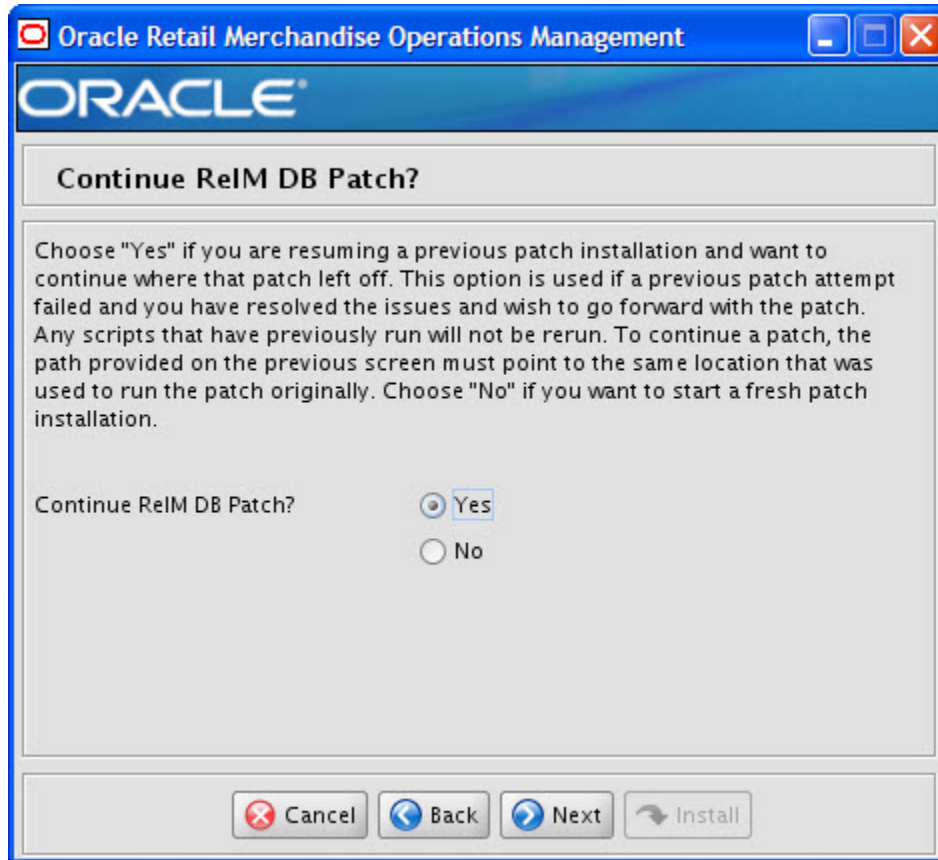 Oracle Retail Merchandise Operations Management
ORACLE®
Continue ReIM DB Patch?
Choose "Yes" if you are resuming a previous patch installation and want to
continue where that patch left off. This option is used if a previous patch attempt
failed and you have resolved the issues and wish to go forward with the patch.
Any scripts that have previously run will not be rerun. To continue a patch, the
path provided on the previous screen must point to the same location that was
used to run the patch originally. Choose "No" if you want to start a fresh patch
installation.
Continue ReIM DB Patch?
Yes
No
Cancel
Back
Next
Install